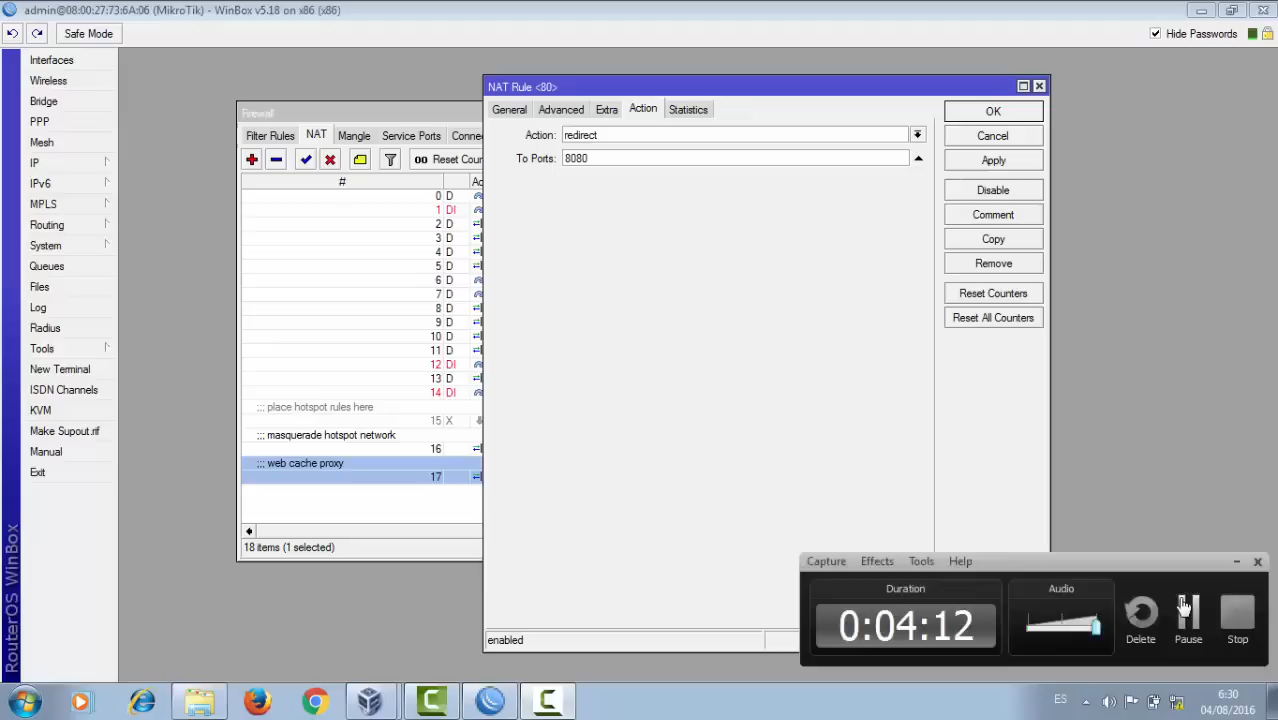 admin@08:00:27:73:6A:06 (MikroTik) - WinBox v5.18 on x86 (x86)
Safe Mode
Hide Passwords
Interfaces
Wireless
Bridge
PPP
Mesh
IP
IPv6
MPLS
Routing
System
Queues
Files
Log
Radius
Tools
New Terminal
ISDN Channels
KVM
Make Supout.rif
Manual
Exit
RouterOS WinBox
Firewall
Filter Rules NAT Mangle Service Ports Connec
Reset Cour
# Ac
0 D
1 DI
2 D
3 D
4 D
5 D
6 D
7 D
8 D
9 D
10 D
11 D
12 DI
13 D
14 DI
::: place hotspot rules here
15 X
::: masquerade hotspot network
16
::: web cache proxy
17
18 items (1 selected)
NAT Rule <80>
General Advanced Extra Action Statistics
Action: redirect
To Ports: 8080
OK
Cancel
Apply
Disable
Comment
Copy
Remove
Reset Counters
Reset All Counters
enabled
Capture Effects Tools Help
Duration
0:04:12
Audio
Delete Pause Stop
ES
6:30
04/08/2016